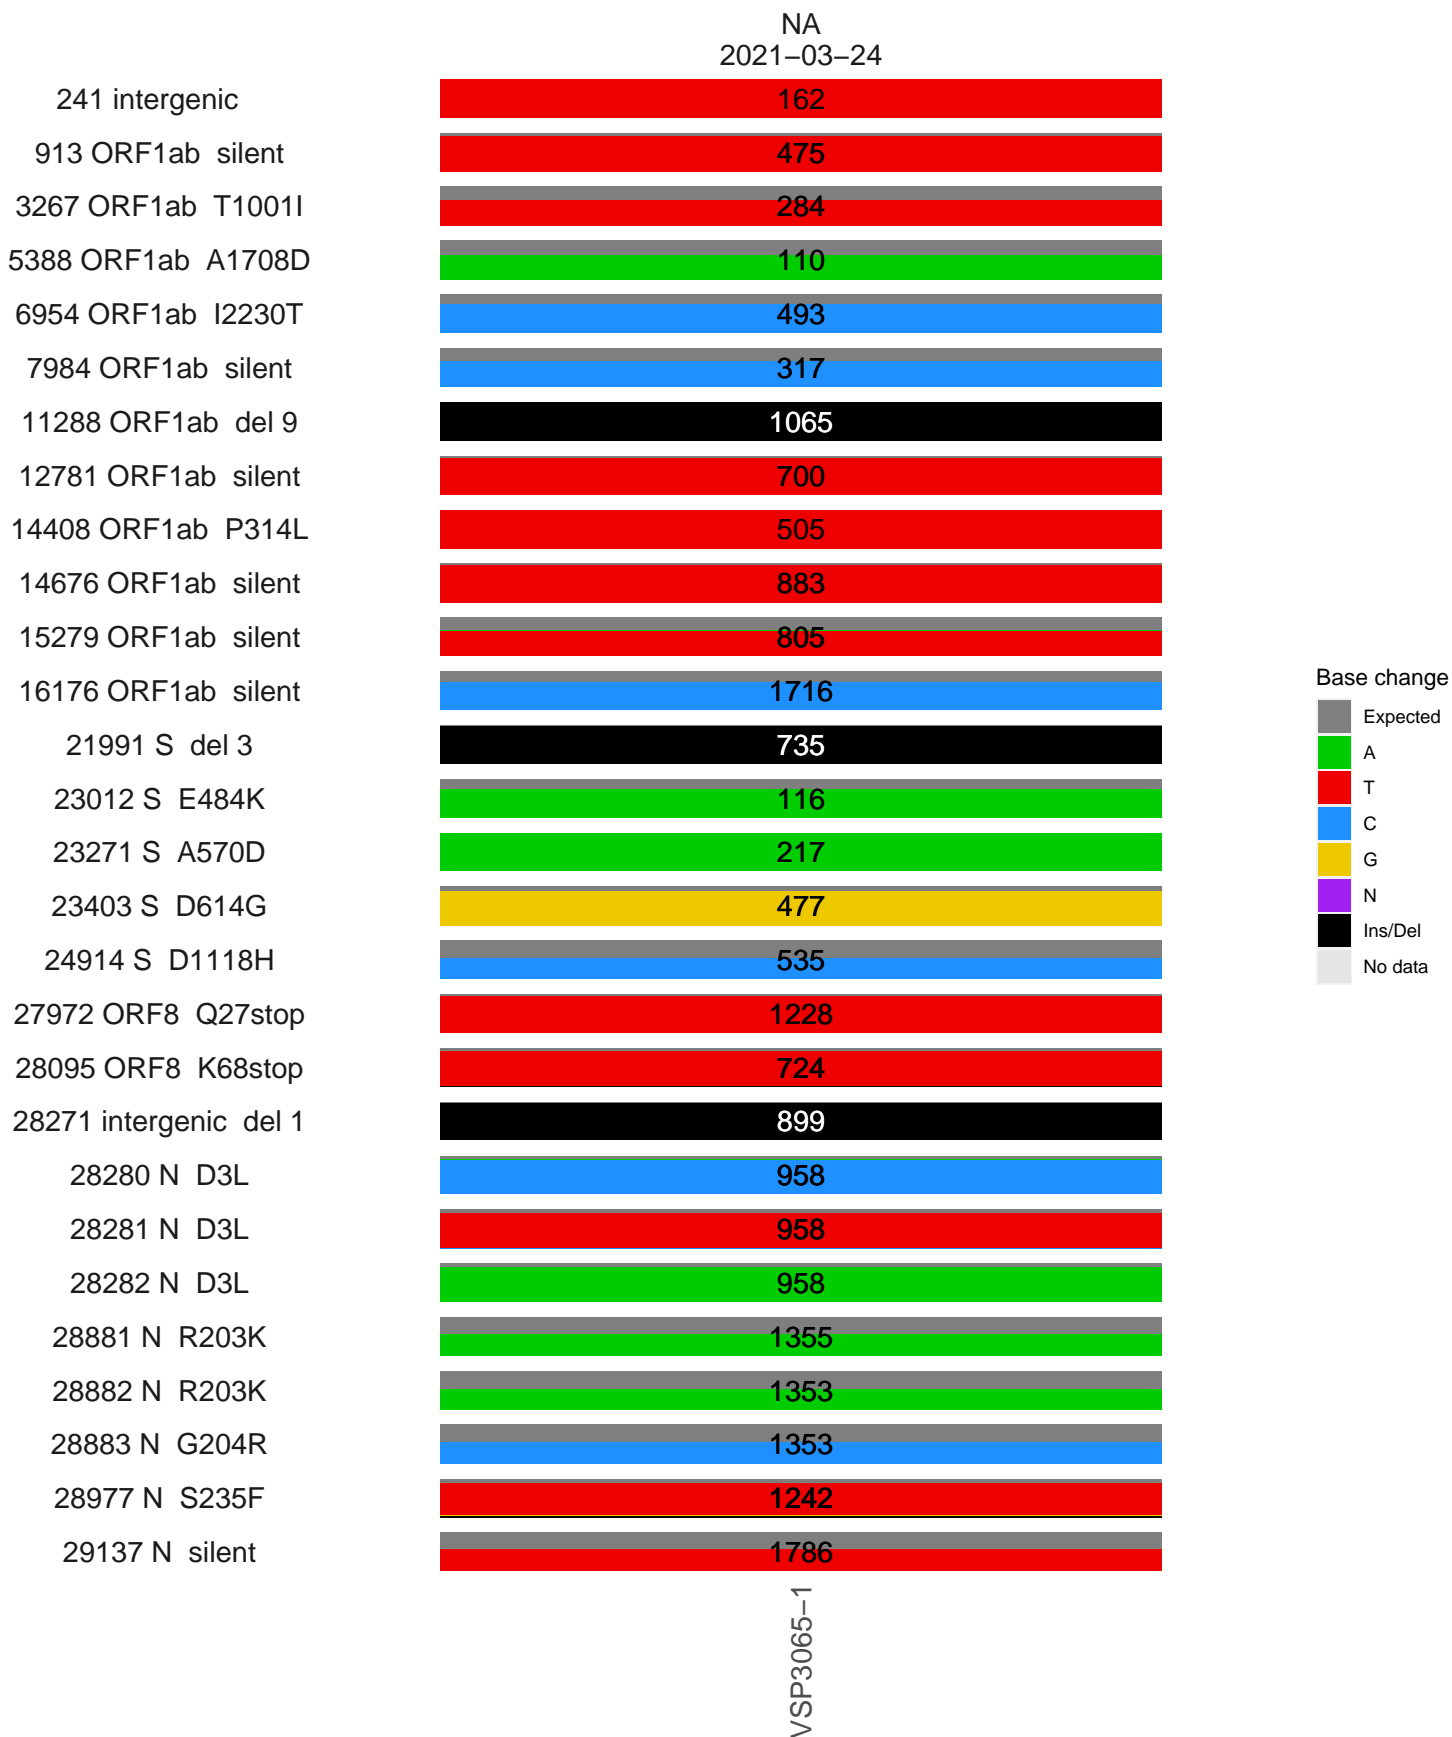 NA
2021−03−24
241 intergenic 162
913 ORF1ab  silent 475
3267 ORF1ab  T1001I 284
5388 ORF1ab  A1708D 110
6954 ORF1ab  I2230T 493
7984 ORF1ab  silent 317
11288 ORF1ab  del 9 1065
12781 ORF1ab  silent 700
14408 ORF1ab  P314L 505
14676 ORF1ab  silent 883
15279 ORF1ab  silent 805
16176 ORF1ab  silent 1716
21991 S  del 3 735
23012 S  E484K 116
23271 S  A570D 217
23403 S  D614G 477
24914 S  D1118H 535
27972 ORF8  Q27stop 1228
28095 ORF8  K68stop 724
28271 intergenic  del 1 899
28280 N  D3L 958
28281 N  D3L 958
28282 N  D3L 958
28881 N  R203K 1355
28882 N  R203K 1353
28883 N  G204R 1353
28977 N  S235F 1242
29137 N  silent 1786
VSP3065−1
Base change
Expected
A
T
C
G
N
Ins/Del
No data